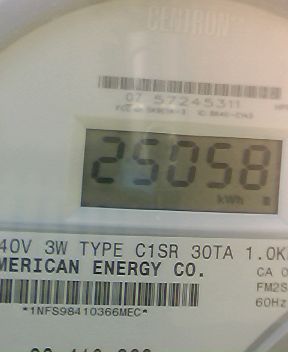 CENTRON
07 57245311
25058
kWh
40V 3W TYPE C1SR 30TA 1.0K
MERICAN ENERGY CO.
CA 0
FM2S
60Hz
*1NFS98410366MEC*